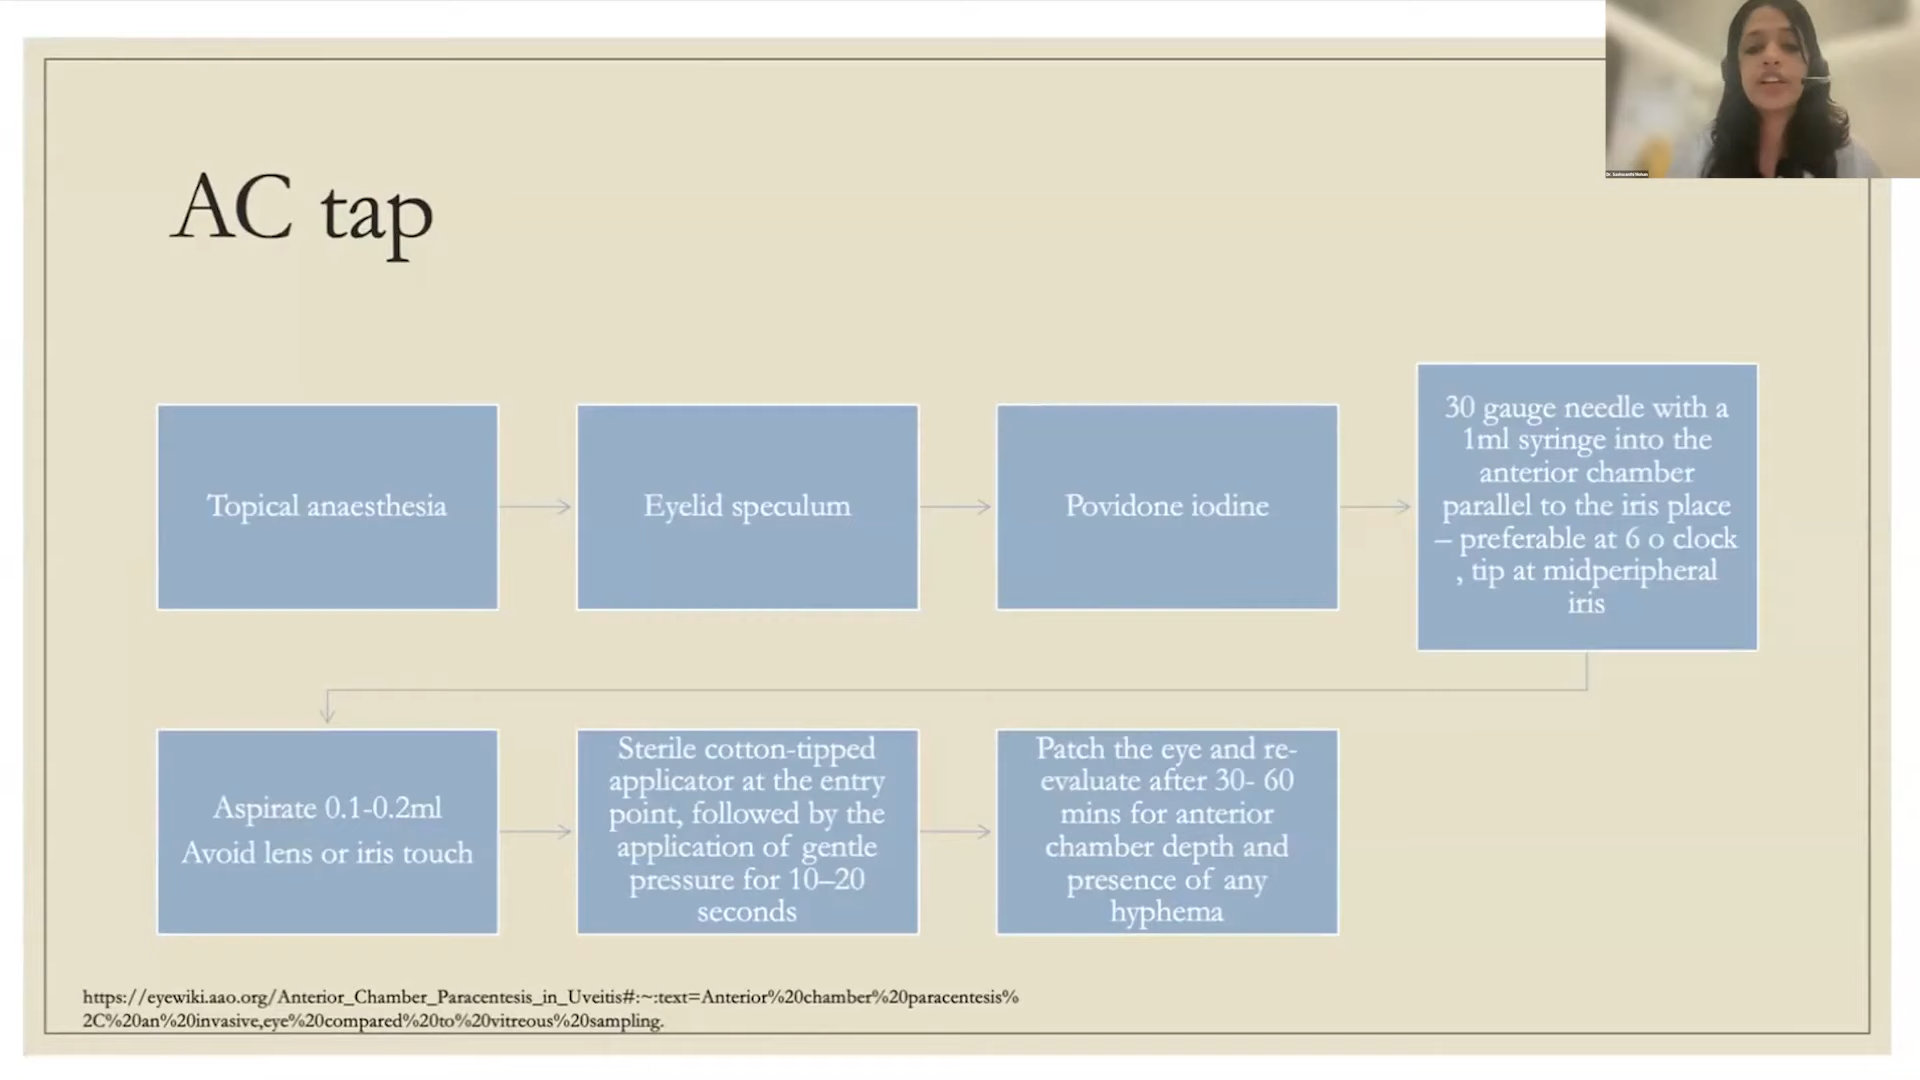 AC tap
Topical anaesthesia
Eyelid speculum
Povidone iodine
30 gauge needle with a
1ml syringe into the
anterior chamber
parallel to the iris place
– preferable at 6 o clock
, tip at midperipheral
iris
Aspirate 0.1-0.2ml
Avoid lens or iris touch
Sterile cotton-tipped
applicator at the entry
point, followed by the
application of gentle
pressure for 10–20
seconds
Patch the eye and re-
evaluate after 30- 60
mins for anterior
chamber depth and
presence of any
hyphema
https://eyewiki.aao.org/Anterior_Chamber_Paracentesis_in_Uveitis#:~:text=Anterior%20chamber%20paracentesis%
2C%20an%20invasive,eye%20compared%20to%20vitreous%20sampling.